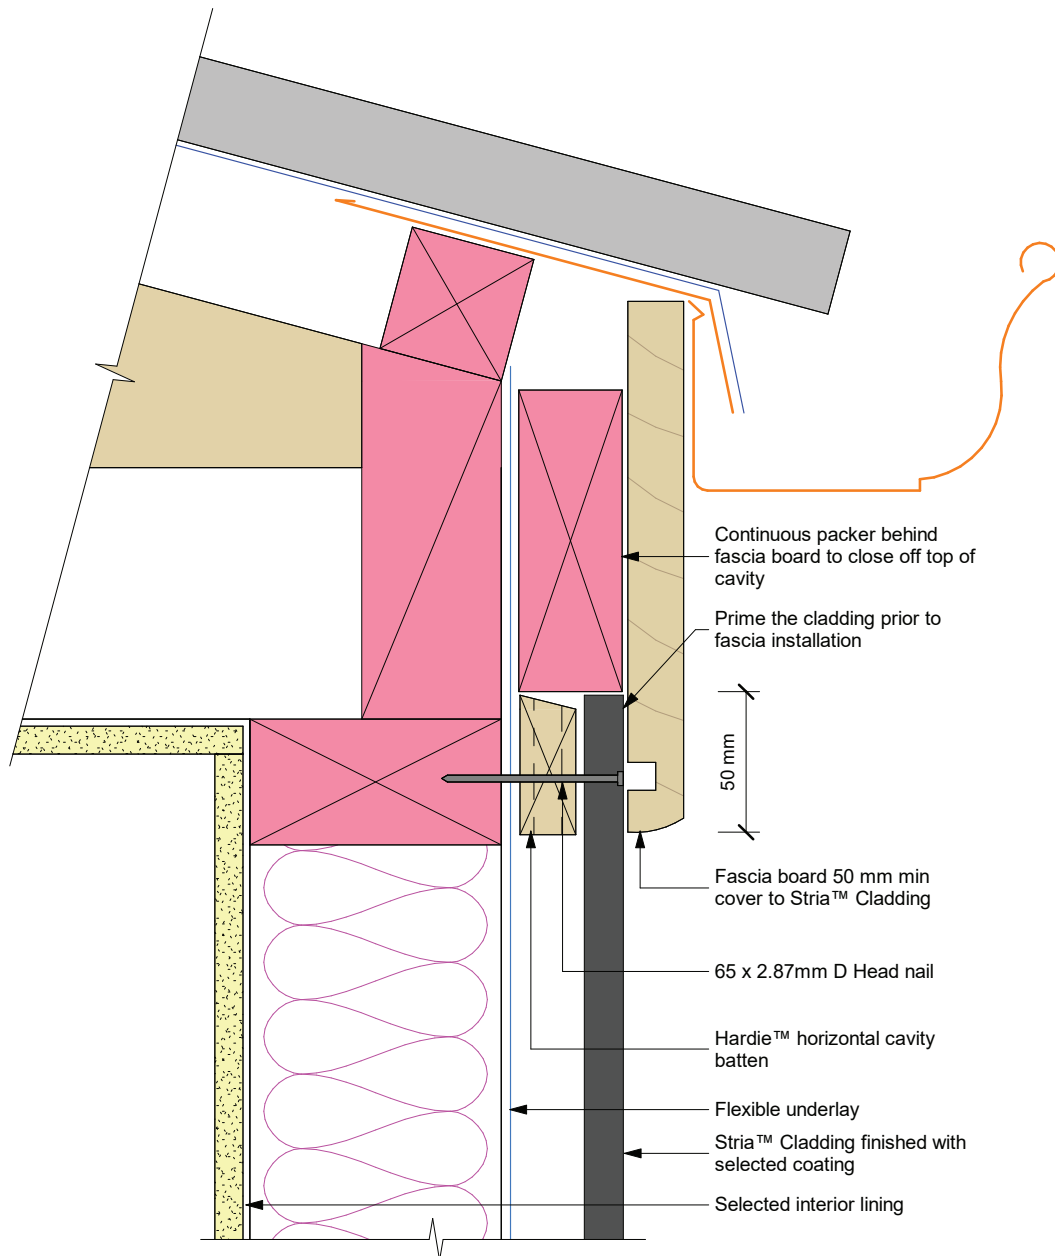 Continuous packer behind
fascia board to close off top of
cavity
Prime the cladding prior to
fascia installation
50 mm
Fascia board 50 mm min
cover to Stria™ Cladding
65 x 2.87mm D Head nail
Hardie™ horizontal cavity
batten
Flexible underlay
Stria™ Cladding finished with
selected coating
Selected interior lining